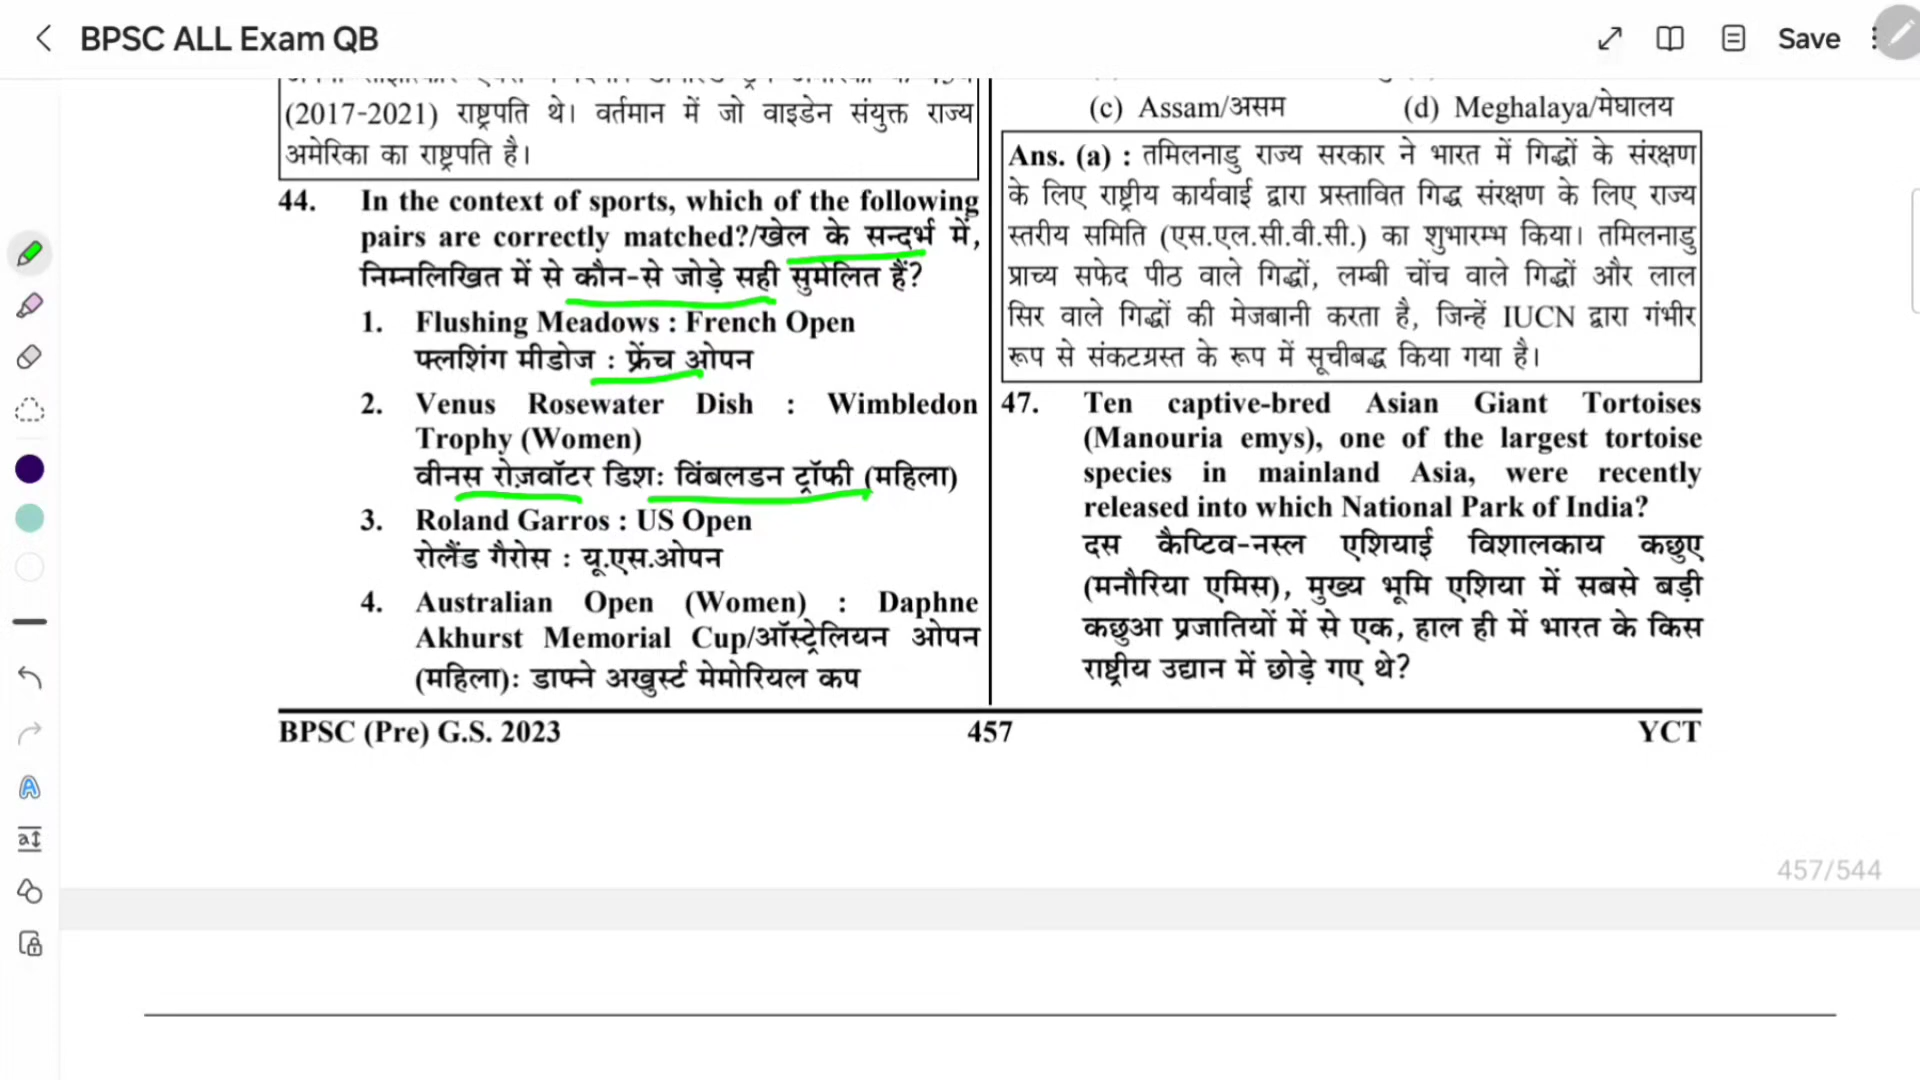 BPSC ALL Exam QB
Save
(2017-2021) राष्ट्रपति थे। वर्तमान में जो वाइडेन संयुक्त राज्य
अमेरिका का राष्ट्रपति है।
44. In the context of sports, which of the following
pairs are correctly matched?/खेल के सन्दर्भ में,
निम्नलिखित में से कौन-से जोड़े सही सुमेलित हैं?
1. Flushing Meadows : French Open
फ्लशिंग मीडोज : फ्रेंच ओपन
2. Venus Rosewater Dish : Wimbledon
Trophy (Women)
वीनस रोज़वॉटर डिशः विंबलडन ट्रॉफी (महिला)
3. Roland Garros : US Open
रोलैंड गैरोस : यू.एस.ओपन
4. Australian Open (Women) : Daphne
Akhurst Memorial Cup/ऑस्ट्रेलियन ओपन
(महिला): डाफ्ने अखुर्स्ट मेमोरियल कप
(c) Assam/असम (d) Meghalaya/मेघालय
Ans. (a) : तमिलनाडु राज्य सरकार ने भारत में गिद्धों के संरक्षण
के लिए राष्ट्रीय कार्यवाई द्वारा प्रस्तावित गिद्ध संरक्षण के लिए राज्य
स्तरीय समिति (एस.एल.सी.वी.सी.) का शुभारम्भ किया। तमिलनाडु
प्राच्य सफेद पीठ वाले गिद्धों, लम्बी चोंच वाले गिद्धों और लाल
सिर वाले गिद्धों की मेजबानी करता है, जिन्हें IUCN द्वारा गंभीर
रूप से संकटग्रस्त के रूप में सूचीबद्ध किया गया है।
47. Ten captive-bred Asian Giant Tortoises
(Manouria emys), one of the largest tortoise
species in mainland Asia, were recently
released into which National Park of India?
दस कैप्टिव-नस्ल एशियाई विशालकाय कछुए
(मनौरिया एमिस), मुख्य भूमि एशिया में सबसे बड़ी
कछुआ प्रजातियों में से एक, हाल ही में भारत के किस
राष्ट्रीय उद्यान में छोड़े गए थे?
BPSC (Pre) G.S. 2023 457 YCT
457/544